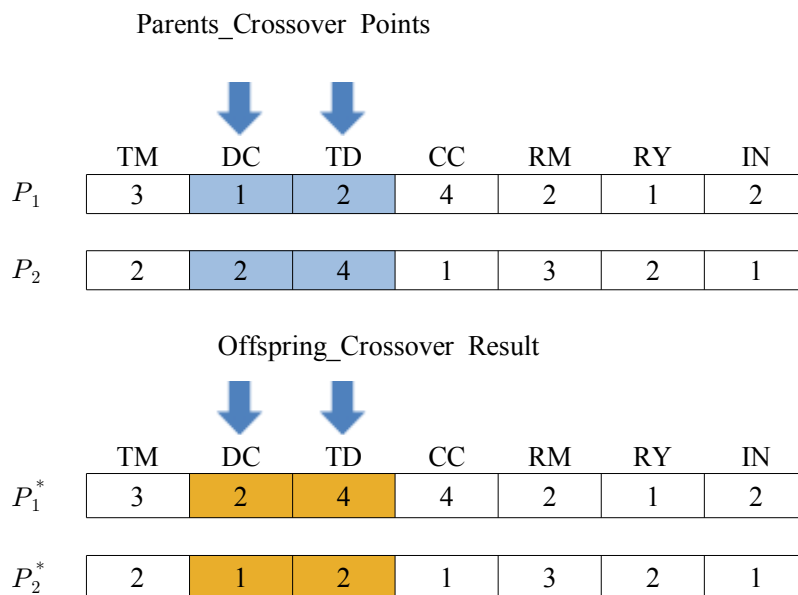 Parents_Crossover Points
TM DC TD CC RM RY IN
P₁ 3 1 2 4 2 1 2
P₂ 2 2 4 1 3 2 1
Offspring_Crossover Result
TM DC TD CC RM RY IN
P₁* 3 2 4 4 2 1 2
P₂* 2 1 2 1 3 2 1